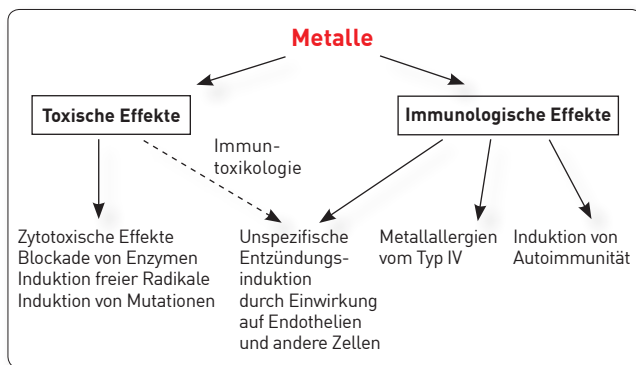 Metalle
Toxische Effekte
Immunologische Effekte
Immun-
toxikologie
Zytotoxische Effekte
Blockade von Enzymen
Induktion freier Radikale
Induktion von Mutationen
Unspezifische
Entzündungs-
induktion
durch Einwirkung
auf Endothelien
und andere Zellen
Metallallergien
vom Typ IV
Induktion von
Autoimmunität